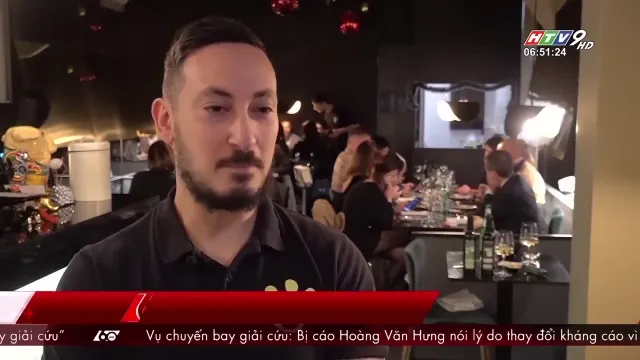 HTV9 HD
06:51:24
y giải cứu" 60 Vụ chuyến bay giải cứu: Bị cáo Hoàng Văn Hưng nói lý do thay đổi kháng cáo vì